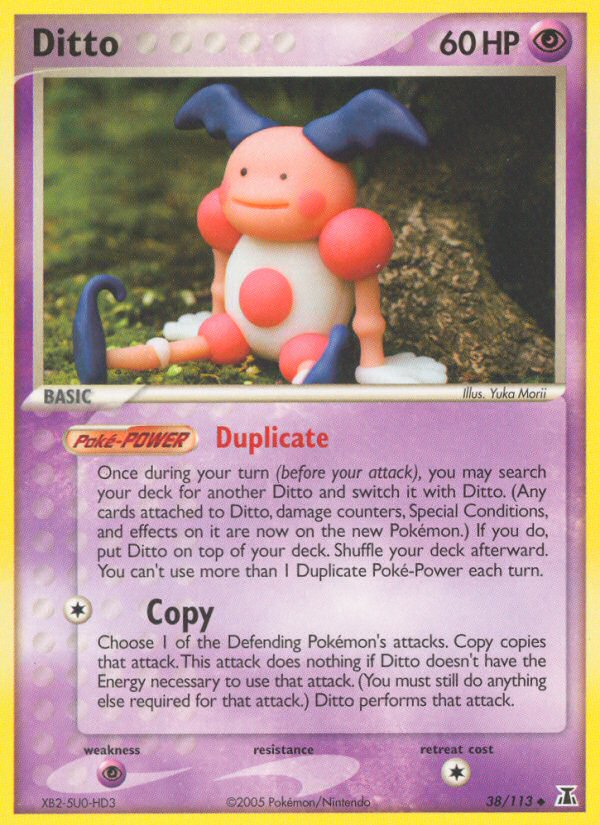 Ditto
60 HP
BASIC
Illus. Yuka Morii
Poké-POWER Duplicate
Once during your turn (before your attack), you may search
your deck for another Ditto and switch it with Ditto. (Any
cards attached to Ditto, damage counters, Special Conditions,
and effects on it are now on the new Pokémon.) If you do,
put Ditto on top of your deck. Shuffle your deck afterward.
You can't use more than 1 Duplicate Poké-Power each turn.
Copy
Choose 1 of the Defending Pokémon's attacks. Copy copies
that attack. This attack does nothing if Ditto doesn't have the
Energy necessary to use that attack. (You must still do anything
else required for that attack.) Ditto performs that attack.
weakness resistance retreat cost
XB2-5U0-HD3 ©2005 Pokémon/Nintendo 38/113